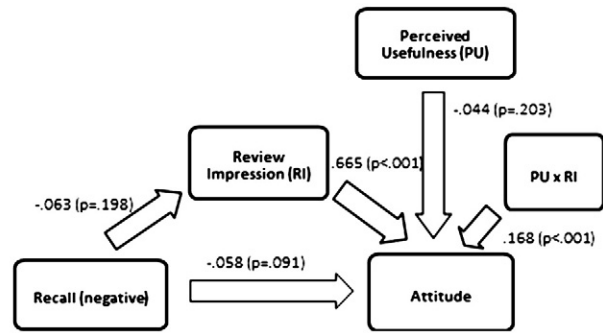 Perceived
Usefulness (PU)
-.044 (p=.203)
Review
Impression (RI)
.665 (p<.001)
PU x RI
-.063 (p=.198)
.168 (p<.001)
-.058 (p=.091)
Recall (negative)
Attitude